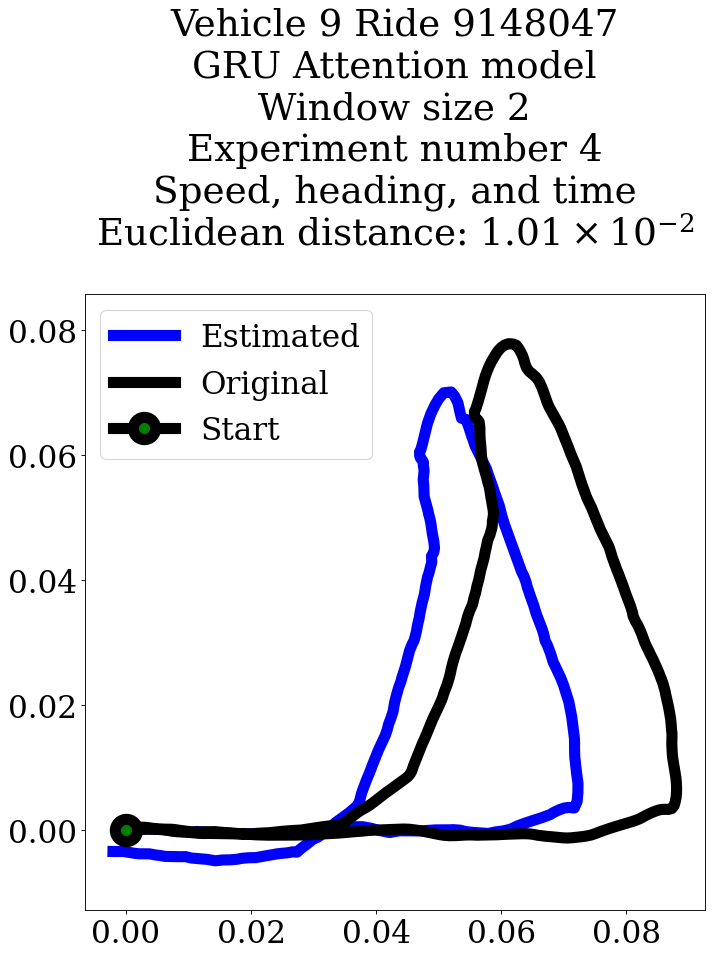 Vehicle 9 Ride 9148047
GRU Attention model
Window size 2
Experiment number 4
Speed, heading, and time
Euclidean distance: 1.01 × 10⁻²
Estimated
Original
Start
0.08
0.06
0.04
0.02
0.00
0.00 0.02 0.04 0.06 0.08